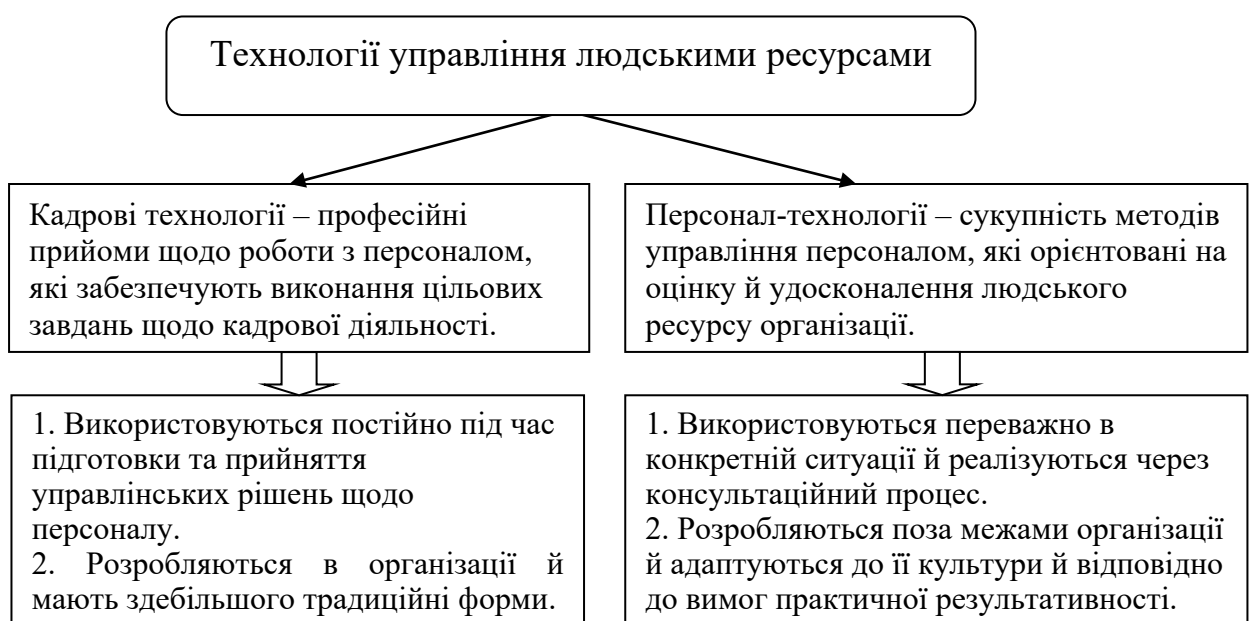 Технології управління людськими ресурсами
Кадрові технології – професійні
прийоми щодо роботи з персоналом,
які забезпечують виконання цільових
завдань щодо кадрової діяльності.
Персонал-технології – сукупність методів
управління персоналом, які орієнтовані на
оцінку й удосконалення людського
ресурсу організації.
1. Використовуються постійно під час
підготовки та прийняття
управлінських рішень щодо
персоналу.
2. Розробляються в організації й
мають здебільшого традиційні форми.
1. Використовуються переважно в
конкретній ситуації й реалізуються через
консультаційний процес.
2. Розробляються поза межами організації
й адаптуються до її культури й відповідно
до вимог практичної результативності.